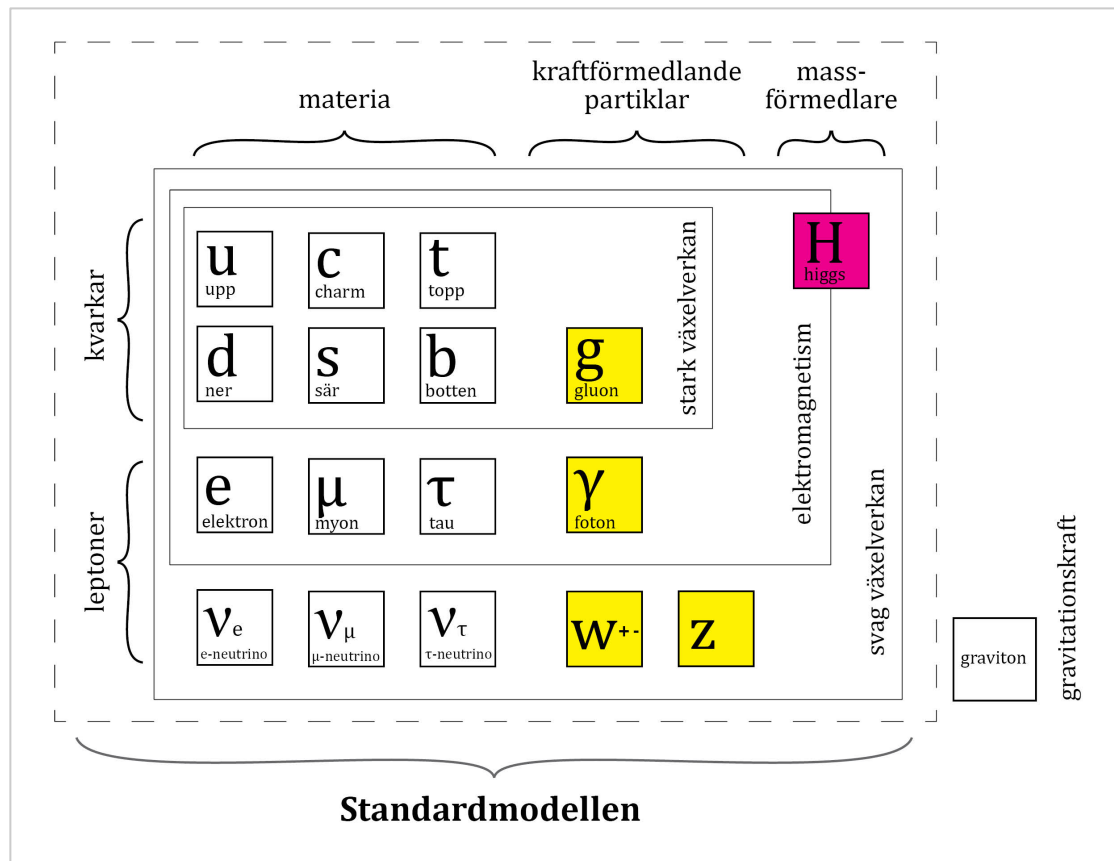 kraftförmedlande
partiklar
mass-
förmedlare
materia
kvarkar
u
upp
c
charm
t
topp
stark växelverkan
H
higgs
d
ner
s
sär
b
botten
g
gluon
elektromagnetism
leptoner
e
elektron
μ
myon
τ
tau
γ
foton
svag växelverkan
νe
e-neutrino
νμ
μ-neutrino
ντ
τ-neutrino
W+-
z
graviton
gravitationskraft
Standardmodellen